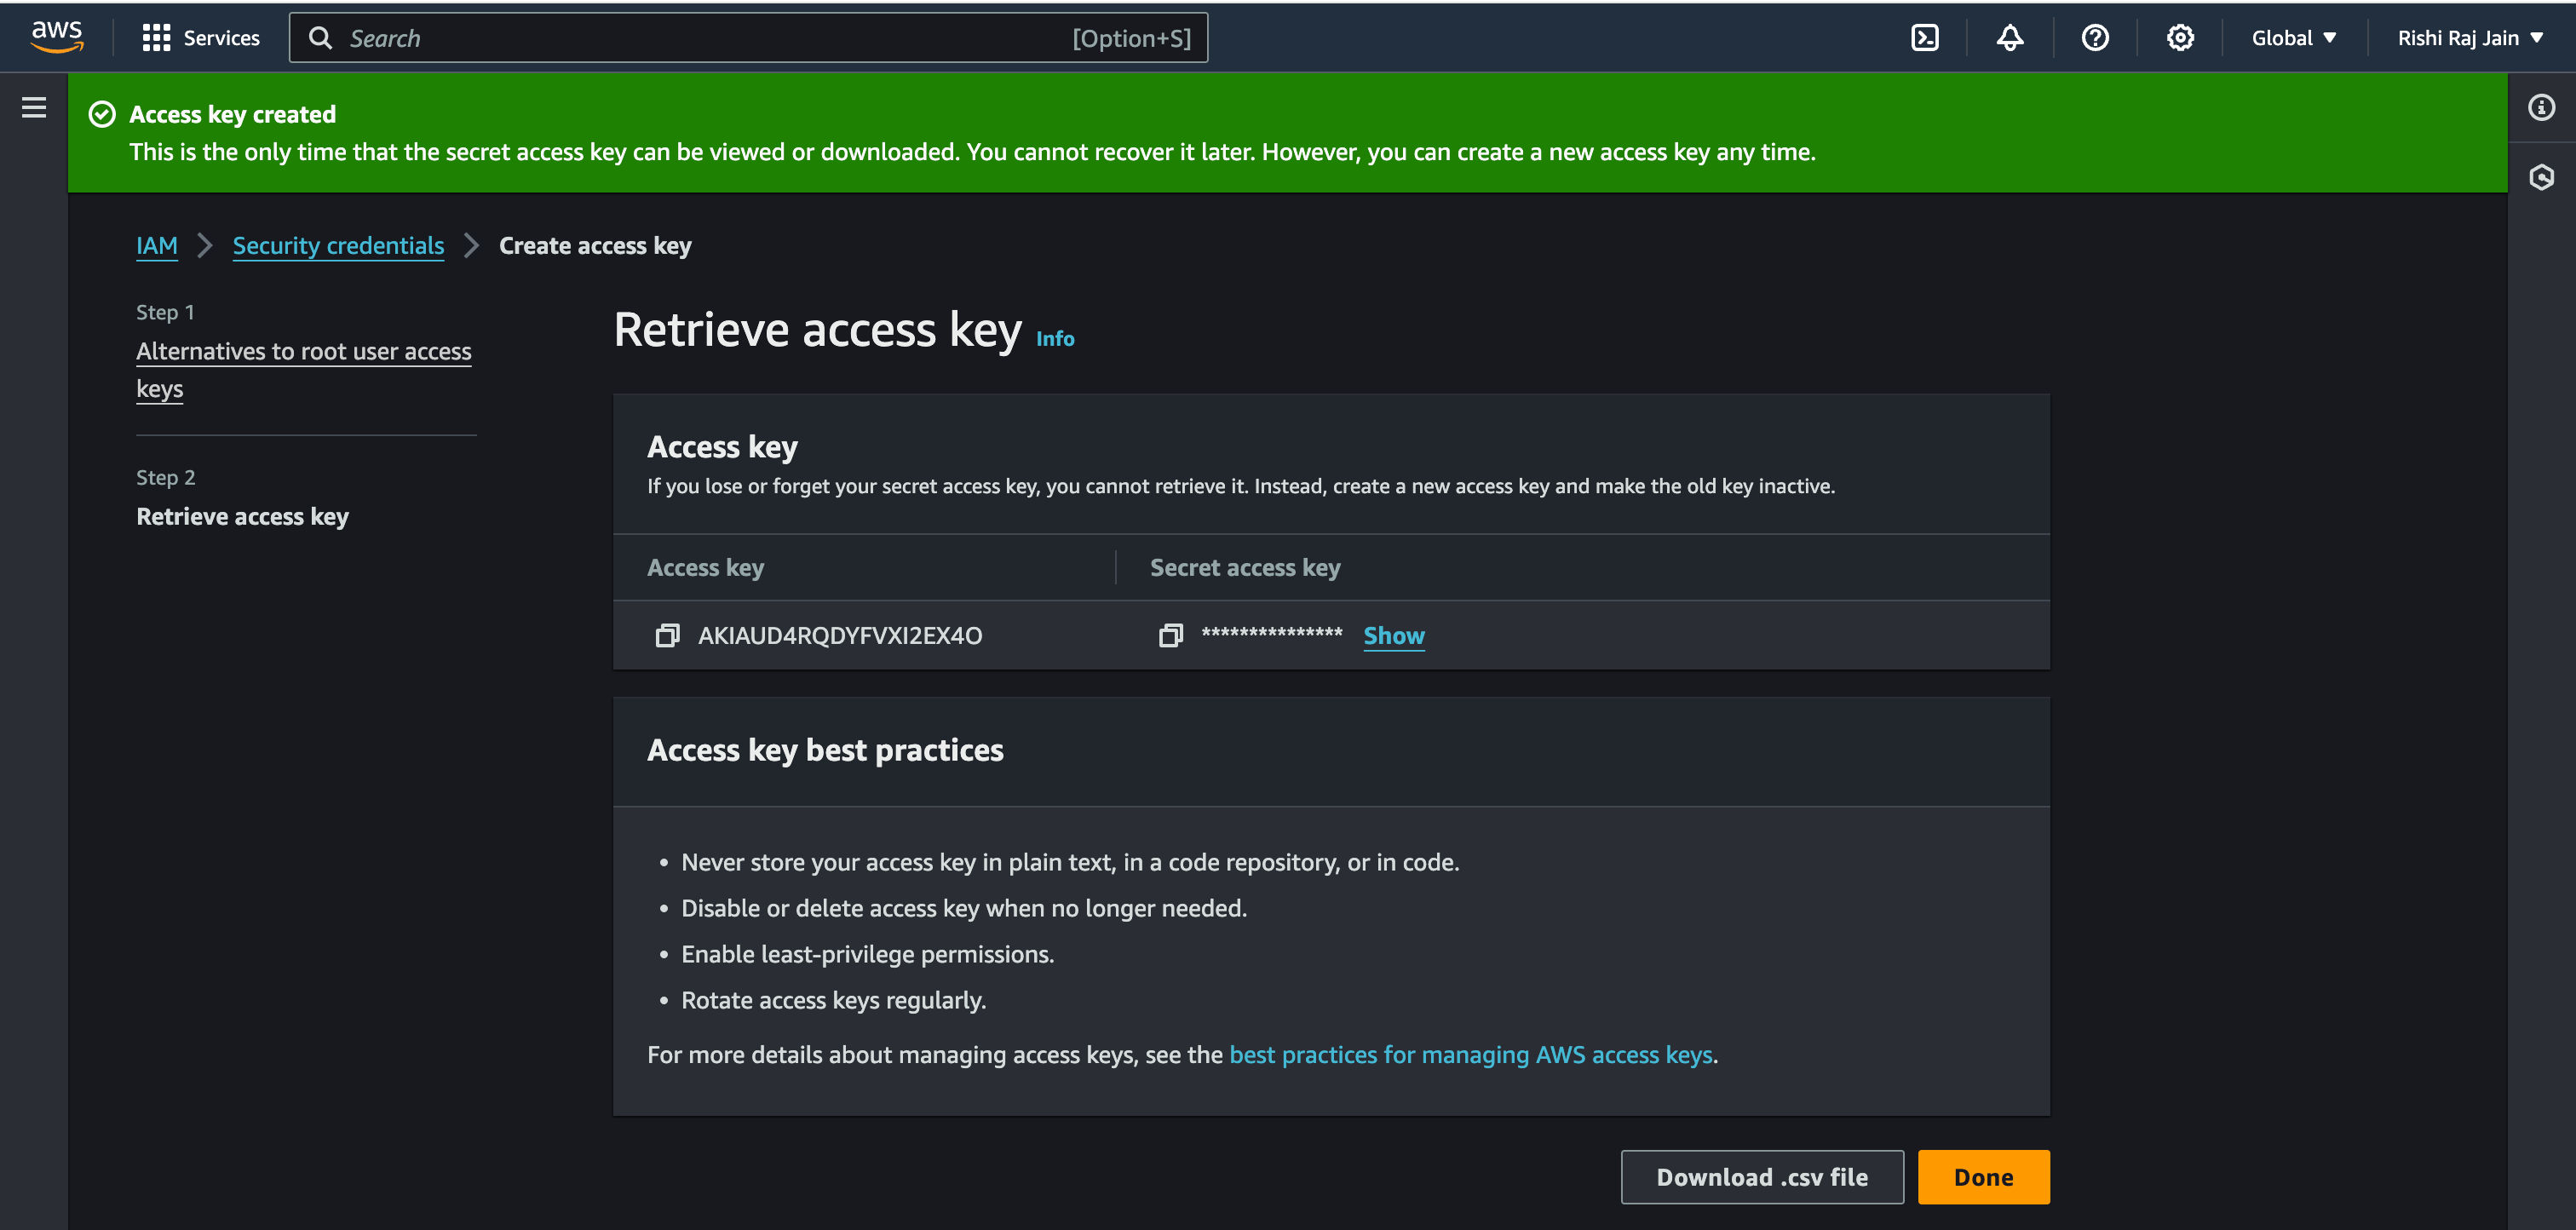 aws
Services
Search
[Option+S]
Global
Rishi Raj Jain
Access key created
This is the only time that the secret access key can be viewed or downloaded. You cannot recover it later. However, you can create a new access key any time.
IAM
Security credentials
Create access key
Step 1
Alternatives to root user access
keys
Step 2
Retrieve access key
Retrieve access key Info
Access key
If you lose or forget your secret access key, you cannot retrieve it. Instead, create a new access key and make the old key inactive.
Access key
Secret access key
AKIAUD4RQDYFVXI2EX4O
*************** Show
Access key best practices
• Never store your access key in plain text, in a code repository, or in code.
• Disable or delete access key when no longer needed.
• Enable least-privilege permissions.
• Rotate access keys regularly.
For more details about managing access keys, see the best practices for managing AWS access keys.
Download .csv file
Done